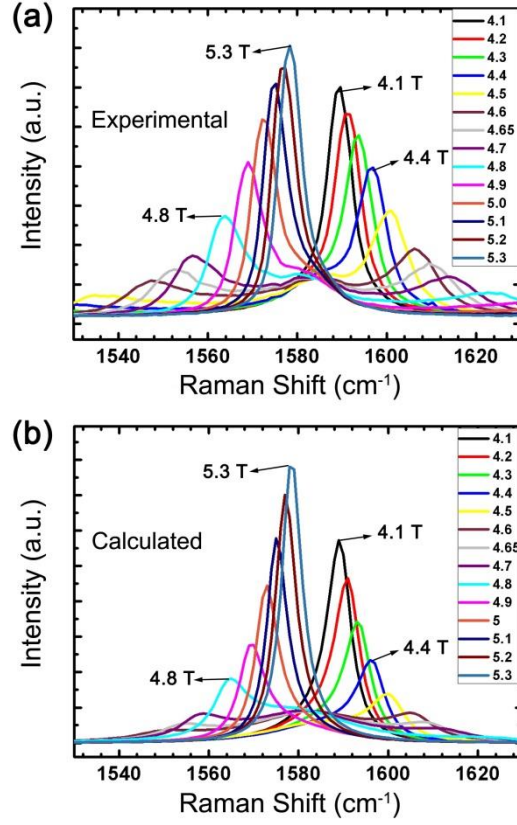 (a)
5.3 T
4.1 T
Experimental
4.4 T
4.8 T
4.1
4.2
4.3
4.4
4.5
4.6
4.65
4.7
4.8
4.9
5.0
5.1
5.2
5.3
Intensity (a.u.)
1540 1560 1580 1600 1620
Raman Shift (cm⁻¹)
(b)
5.3 T
4.1 T
Calculated
4.4 T
4.8 T
4.1
4.2
4.3
4.4
4.5
4.6
4.65
4.7
4.8
4.9
5
5.1
5.2
5.3
Intensity (a.u.)
1540 1560 1580 1600 1620
Raman Shift (cm⁻¹)